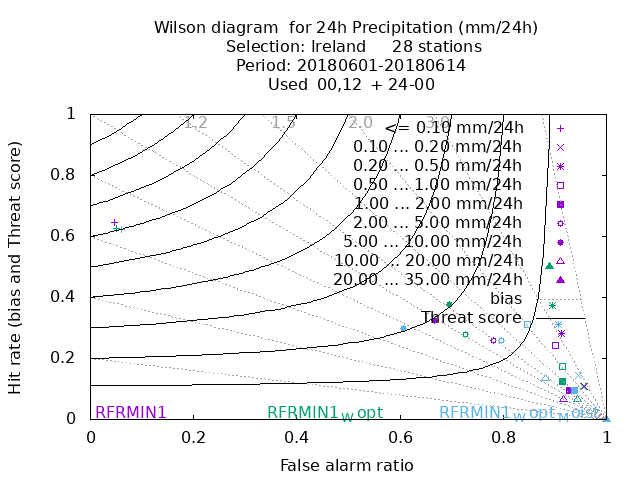 Wilson diagram  for 24h Precipitation (mm/24h)
Selection: Ireland     28 stations
Period: 20180601-20180614
Used  00,12  + 24-00
Hit rate (bias and Threat score)
1
0.8
0.6
0.4
0.2
0
1.2
1.5
2.0
3.0
<= 0.10 mm/24h
0.10 ... 0.20 mm/24h
0.20 ... 0.50 mm/24h
0.50 ... 1.00 mm/24h
1.00 ... 2.00 mm/24h
2.00 ... 5.00 mm/24h
5.00 ... 10.00 mm/24h
10.00 ... 20.00 mm/24h
20.00 ... 35.00 mm/24h
bias
Threat score
RFRMIN1 RFRMIN1W opt RFRMIN1W opt
0 0.2 0.4 0.6 0.8 1
False alarm ratio